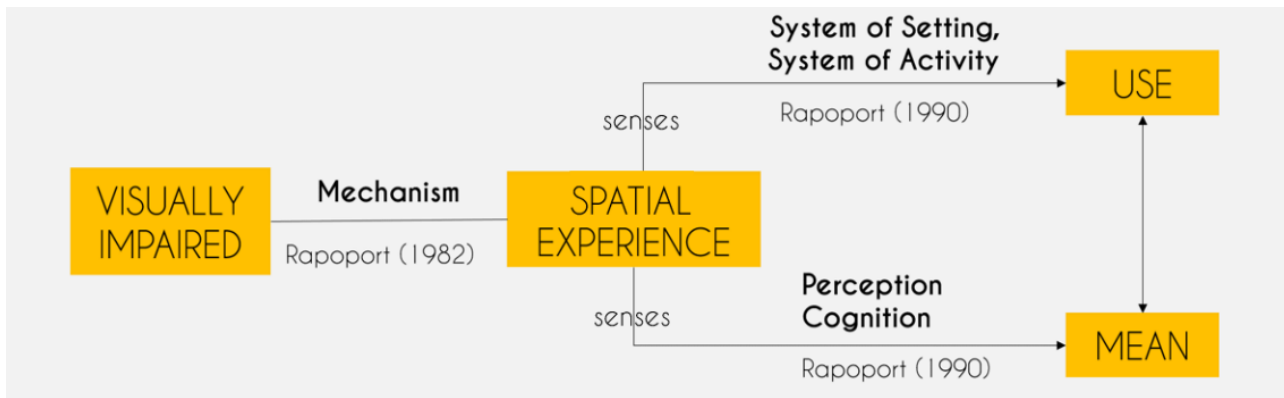 System of Setting,
System of Activity
Rapoport (1990)
USE
senses
VISUALLY
IMPAIRED
Mechanism
Rapoport (1982)
SPATIAL
EXPERIENCE
senses
Perception
Cognition
Rapoport (1990)
MEAN